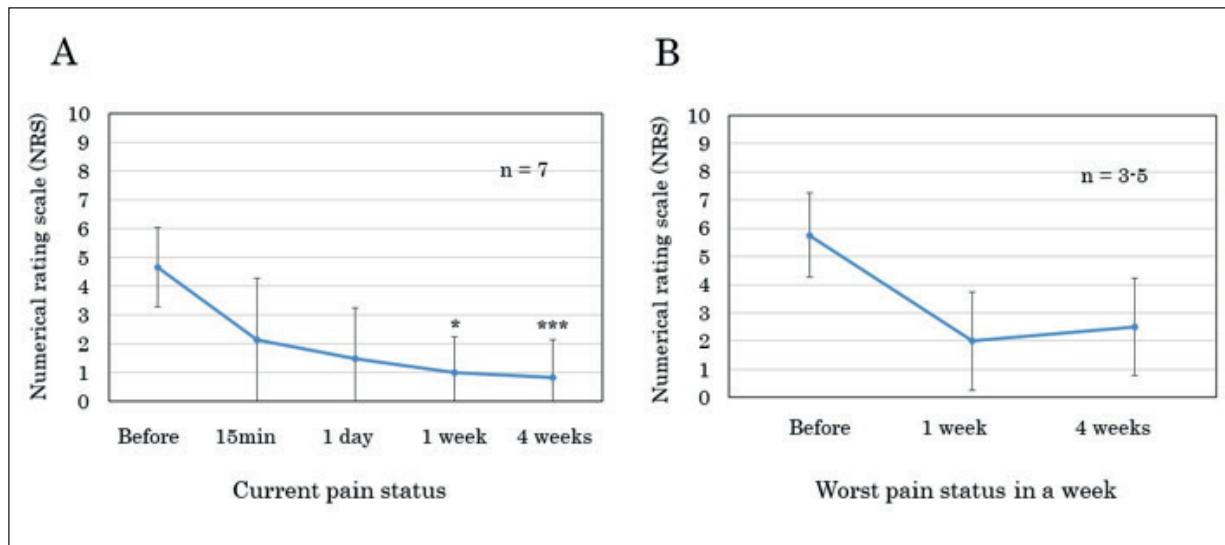 A
Numerical rating scale (NRS)
10
9
8
7
6
5
4
3
2
1
0
n = 7
*
***
Before 15min 1 day 1 week 4 weeks
Current pain status
B
Numerical rating scale (NRS)
10
9
8
7
6
5
4
3
2
1
0
n = 3-5
Before 1 week 4 weeks
Worst pain status in a week